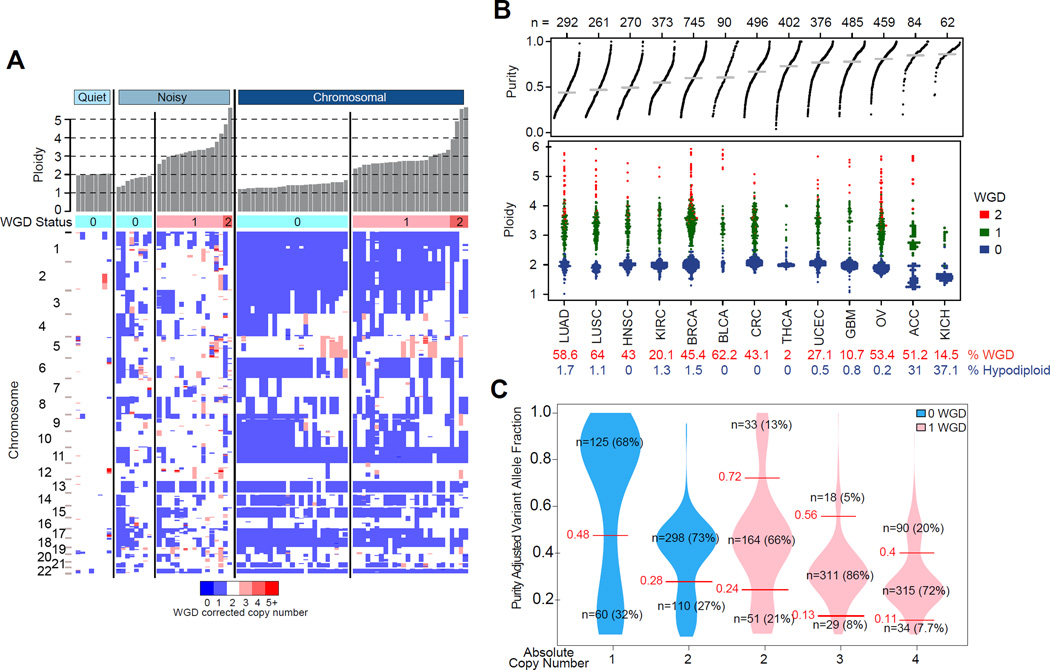 A
Quiet Noisy Chromosomal
Ploidy
5
4
3
2
1
0
WGD Status 0 0 1 2 0 1 2
Chromosome
1
2
3
4
5
6
7
8
9
10
11
12
13
14
15
16
17
18
19
20
21
22
0 1 2 3 4 5+
WGD corrected copy number
B
n = 292 261 270 373 745 90 496 402 376 485 459 84 62
Purity
1.0
0.5
0.0
Ploidy
6
5
4
3
2
1
WGD
2
1
0
LUAD LUSC HNSC KIRC BRCA BLCA CRC THCA UCEC GBM OV ACC KICH
58.6 64 43 20.1 45.4 62.2 43.1 2 27.1 10.7 53.4 51.2 14.5 % WGD
1.7 1.1 0 1.3 1.5 0 0 0 0.5 0.8 0.2 31 37.1 % Hypodiploid
C
Purity Adjusted Variant Allele Fraction
1.0
0.8
0.6
0.4
0.2
0 WGD
1 WGD
n=125 (68%)
0.48
n=60 (32%)
n=298 (73%)
0.28
n=110 (27%)
n=33 (13%)
0.72
n=164 (66%)
0.24
n=51 (21%)
n=18 (5%)
0.56
n=311 (86%)
0.13
n=29 (8%)
n=90 (20%)
0.4
n=315 (72%)
0.11
n=34 (7.7%)
Absolute
Copy Number
1 2 2 3 4